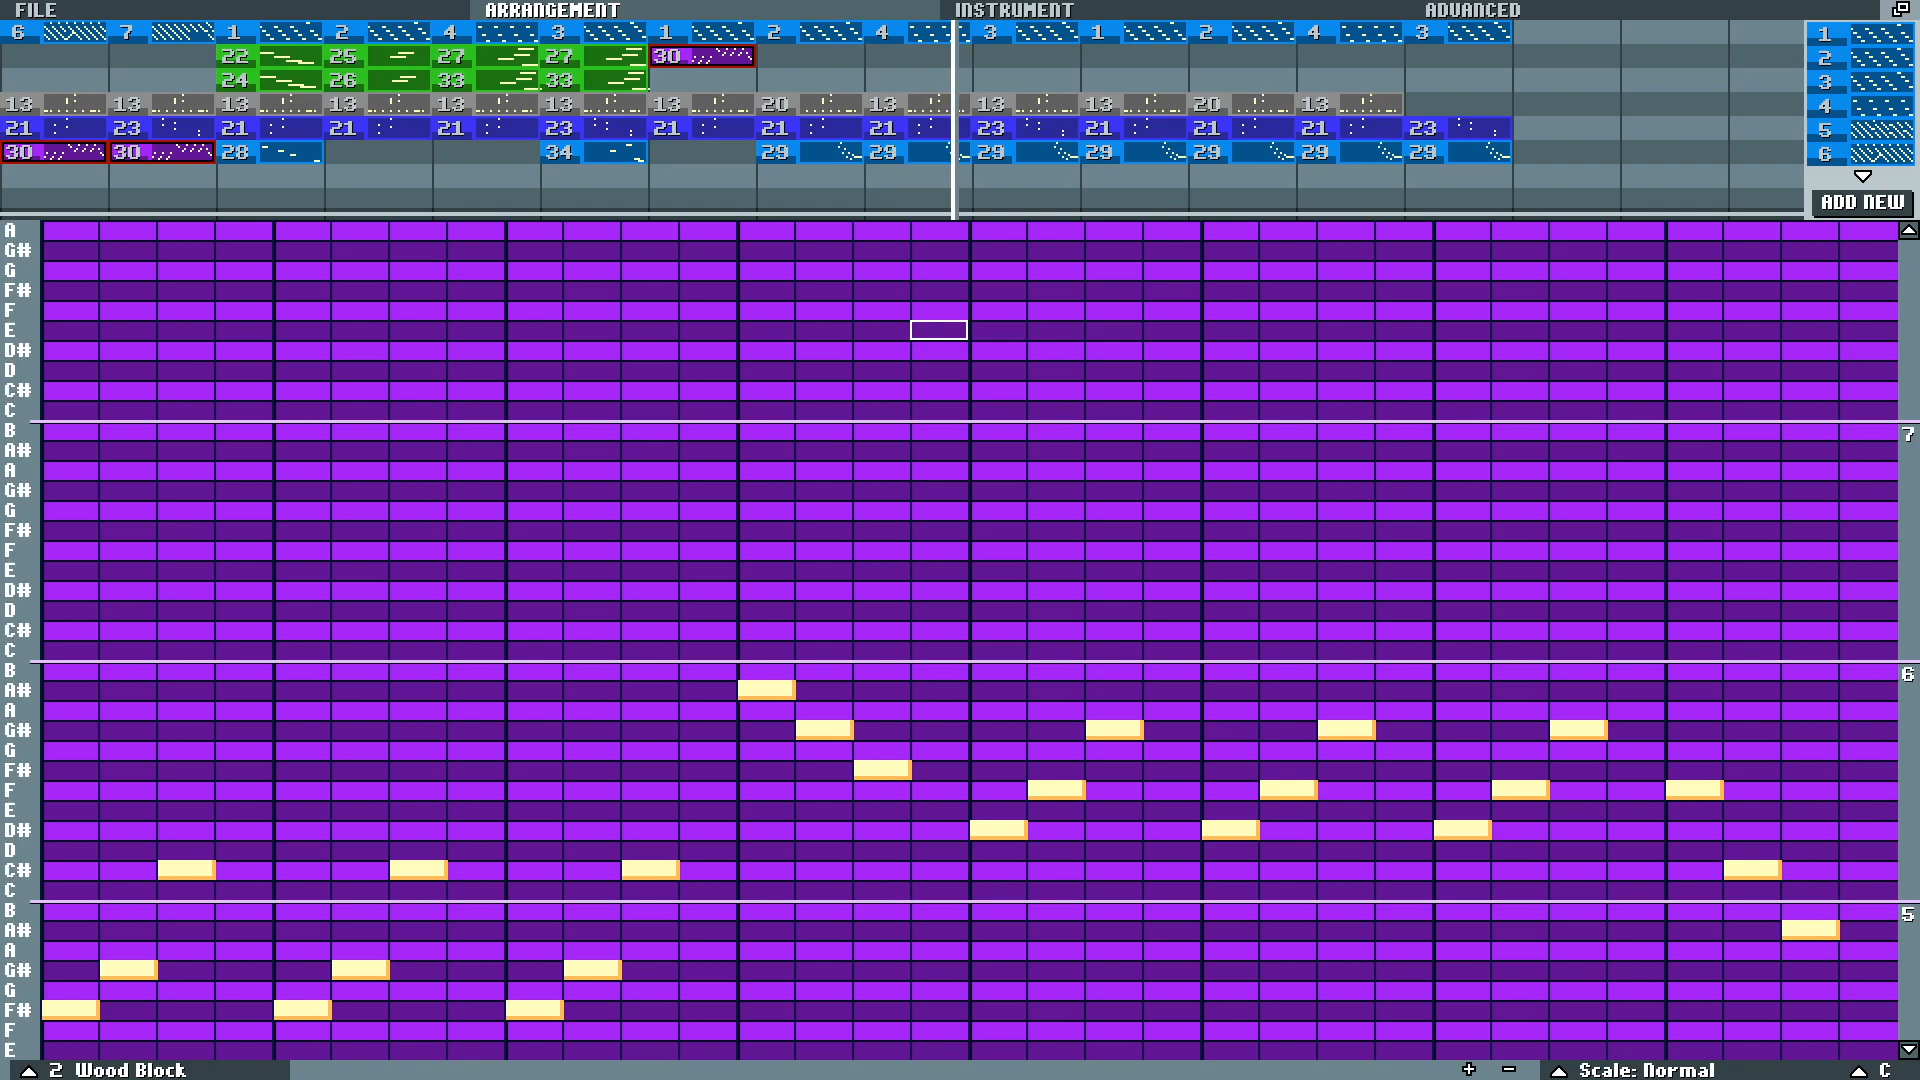 FILE ARRANGEMENT INSTRUMENT ADVANCED
6 7 1 2 4 3 1 2 4 3 1 2 4 3 1
22 25 27 27 30 2
24 26 33 33 3
13 13 13 13 13 13 13 20 13 13 13 20 13 4
21 23 21 21 21 23 21 21 21 23 21 21 21 23 5
30 30 28 34 29 29 29 29 29 29 29 6
ADD NEW
A
G#
G
F#
F
E
D#
D
C#
C
B 7
A#
A
G#
G
F#
F
E
D#
D
C#
C
B 6
A#
A
G#
G
F#
F
E
D#
D
C#
C
B 5
A#
A
G#
G
F#
F
E
2 Wood Block + - Scale: Normal C